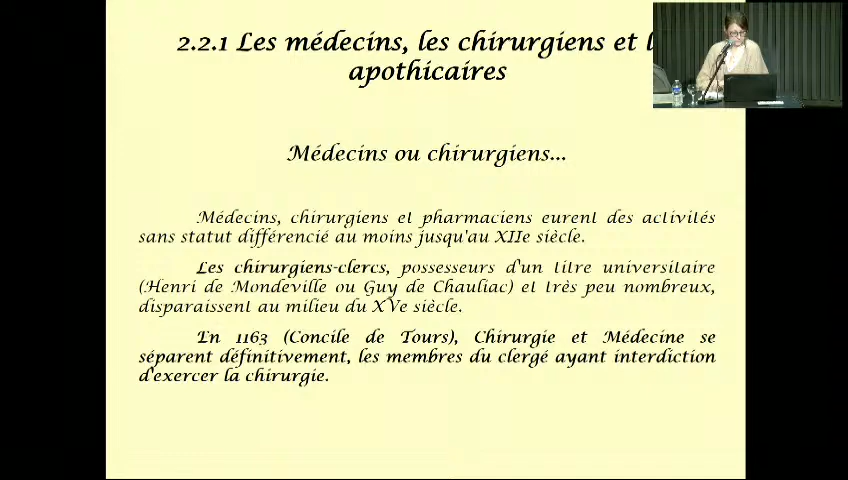 2.2.1 Les médecins, les chirurgiens et l
apothicaires
Médecins ou chirurgiens...
Médecins, chirurgiens et pharmaciens eurent des activités
sans statut différencié au moins jusqu'au XIIe siècle.
Les chirurgiens-clercs, possesseurs d'un titre universitaire
(Henri de Mondeville ou Guy de Chauliac) et très peu nombreux,
disparaissent au milieu du XVe siècle.
En 1163 (Concile de Tours), Chirurgie et Médecine se
séparent définitivement, les membres du clergé ayant interdiction
d'exercer la chirurgie.